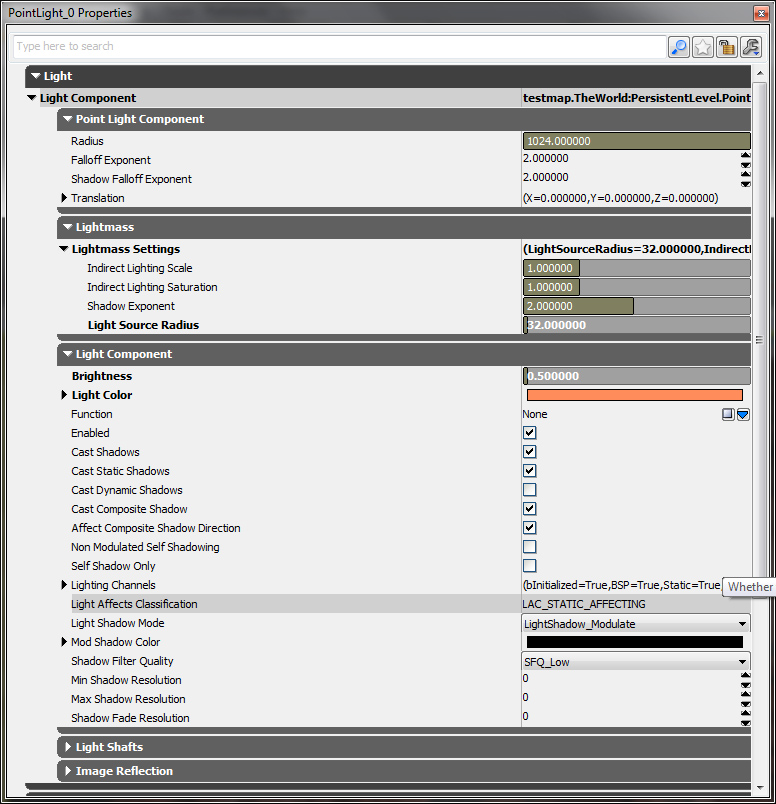 PointLight_0 Properties
Type here to search
Light
Light Component testmap.TheWorld:PersistentLevel.Point
Point Light Component
Radius 1024.000000
Falloff Exponent 2.000000
Shadow Falloff Exponent 2.000000
Translation (X=0.000000,Y=0.000000,Z=0.000000)
Lightmass
Lightmass Settings (LightSourceRadius=32.000000,Indirectl
Indirect Lighting Scale 1.000000
Indirect Lighting Saturation 1.000000
Shadow Exponent 2.000000
Light Source Radius 32.000000
Light Component
Brightness 0.500000
Light Color
Function None
Enabled
Cast Shadows
Cast Static Shadows
Cast Dynamic Shadows
Cast Composite Shadow
Affect Composite Shadow Direction
Non Modulated Self Shadowing
Self Shadow Only
Lighting Channels (bInitialized=True,BSP=True,Static=True
Whether
Light Affects Classification LAC_STATIC_AFFECTING
Light Shadow Mode LightShadow_Modulate
Mod Shadow Color
Shadow Filter Quality SFQ_Low
Min Shadow Resolution 0
Max Shadow Resolution 0
Shadow Fade Resolution 0
Light Shafts
Image Reflection